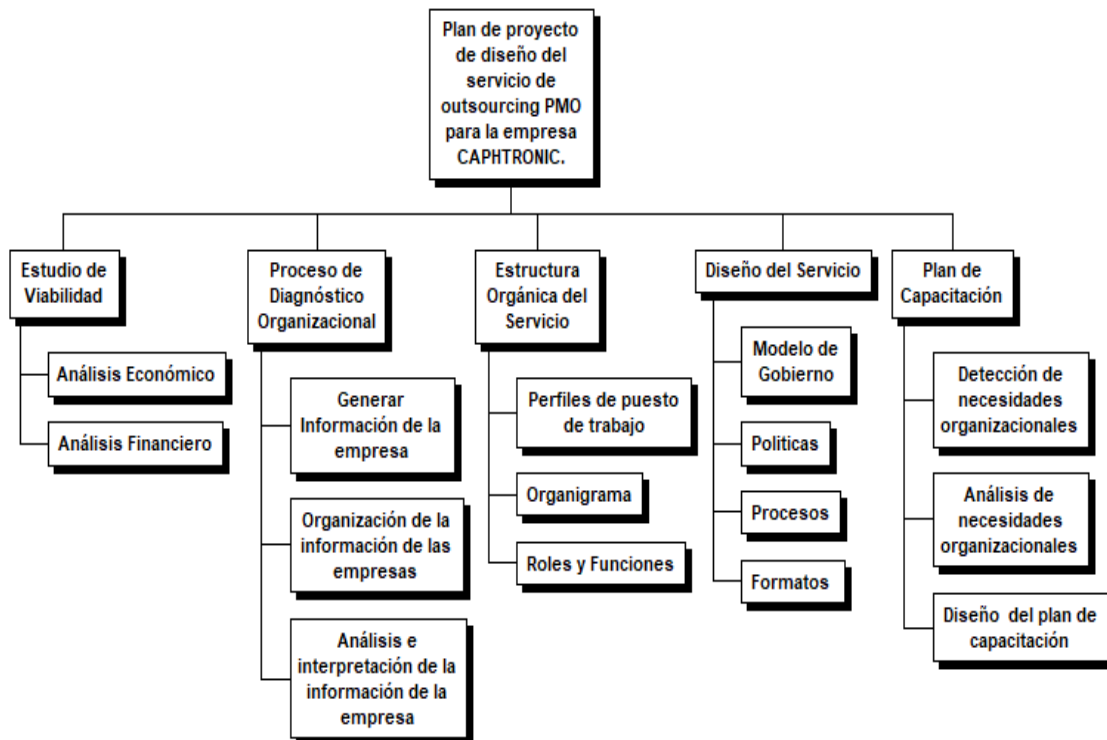 Plan de proyecto
de diseño del
servicio de
outsourcing PMO
para la empresa
CAPHTRONIC.
Estudio de
Viabilidad
Análisis Económico
Análisis Financiero
Proceso de
Diagnóstico
Organizacional
Generar
Información de la
empresa
Organización de la
información de las
empresas
Análisis e
interpretación de la
información de la
empresa
Estructura
Orgánica del
Servicio
Perfiles de puesto
de trabajo
Organigrama
Roles y Funciones
Diseño del Servicio
Modelo de
Gobierno
Politicas
Procesos
Formatos
Plan de
Capacitación
Detección de
necesidades
organizacionales
Análisis de
necesidades
organizacionales
Diseño del plan de
capacitación